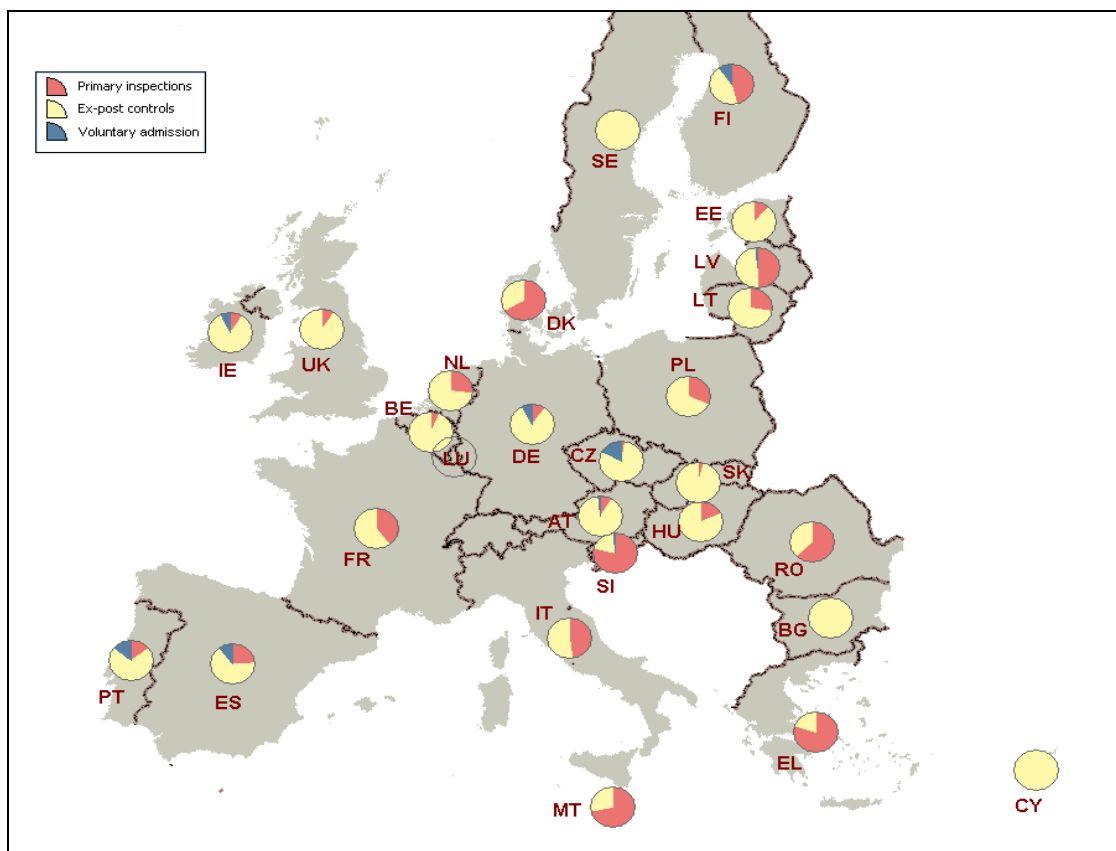 Primary inspections
Ex-post controls
Voluntary admission
FI
SE
EE
LV
LT
DK
IE
UK
NL
PL
BE
LU
DE
CZ
SK
AT
HU
FR
SI
RO
IT
BG
PT
ES
EL
MT
CY